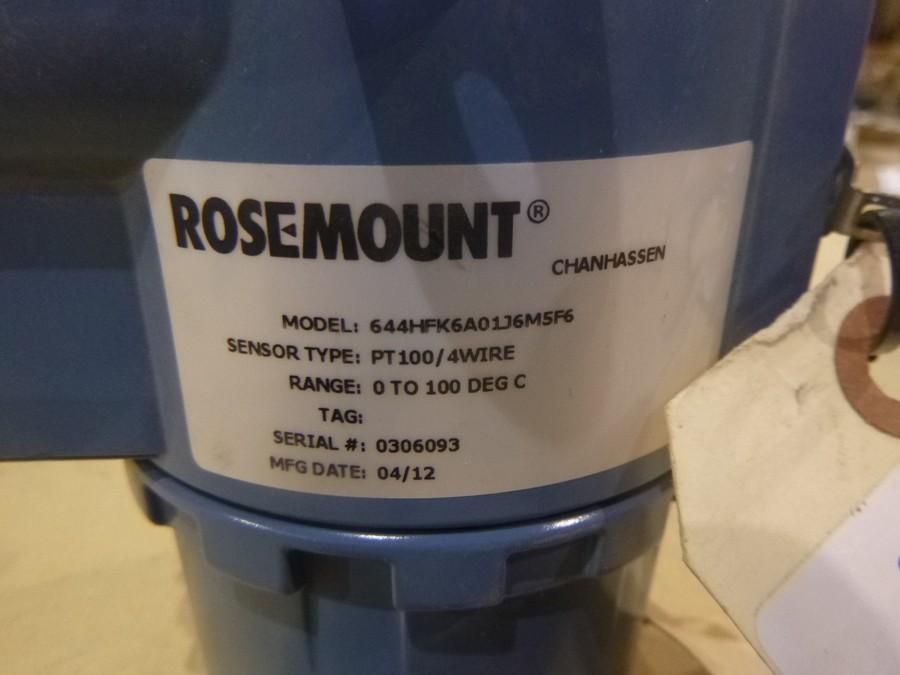 ROSEMOUNT®
CHANHASSEN
MODEL: 644HFK6A01J6M5F6
SENSOR TYPE: PT100/4WIRE
RANGE: 0 TO 100 DEG C
TAG:
SERIAL #: 0306093
MFG DATE: 04/12